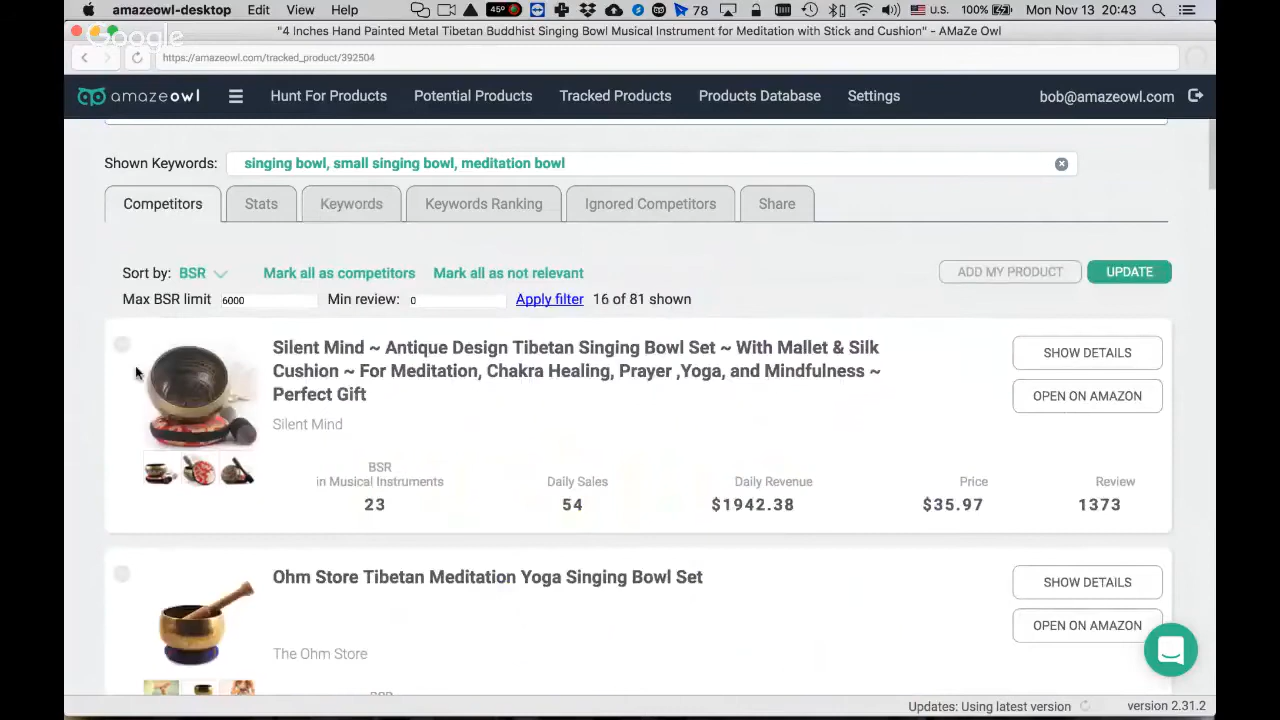 amazeowl-desktop Edit View Help 45° 78 U.S. 100% Mon Nov 13 20:43
Google
"4 Inches Hand Painted Metal Tibetan Buddhist Singing Bowl Musical Instrument for Meditation with Stick and Cushion" - AMaZe Owl
https://amazeowl.com/tracked_product/392504
amazeowl Hunt For Products Potential Products Tracked Products Products Database Settings bob@amazeowl.com
Shown Keywords: singing bowl, small singing bowl, meditation bowl
Competitors Stats Keywords Keywords Ranking Ignored Competitors Share
Sort by: BSR Mark all as competitors Mark all as not relevant ADD MY PRODUCT UPDATE
Max BSR limit 6000 Min review: 0 Apply filter 16 of 81 shown
Silent Mind ~ Antique Design Tibetan Singing Bowl Set ~ With Mallet & Silk
Cushion ~ For Meditation, Chakra Healing, Prayer ,Yoga, and Mindfulness ~
Perfect Gift
Silent Mind
SHOW DETAILS
OPEN ON AMAZON
BSR
in Musical Instruments Daily Sales Daily Revenue Price Review
23 54 $1942.38 $35.97 1373
Ohm Store Tibetan Meditation Yoga Singing Bowl Set
The Ohm Store
SHOW DETAILS
OPEN ON AMAZON
BSR
Updates: Using latest version version 2.31.2